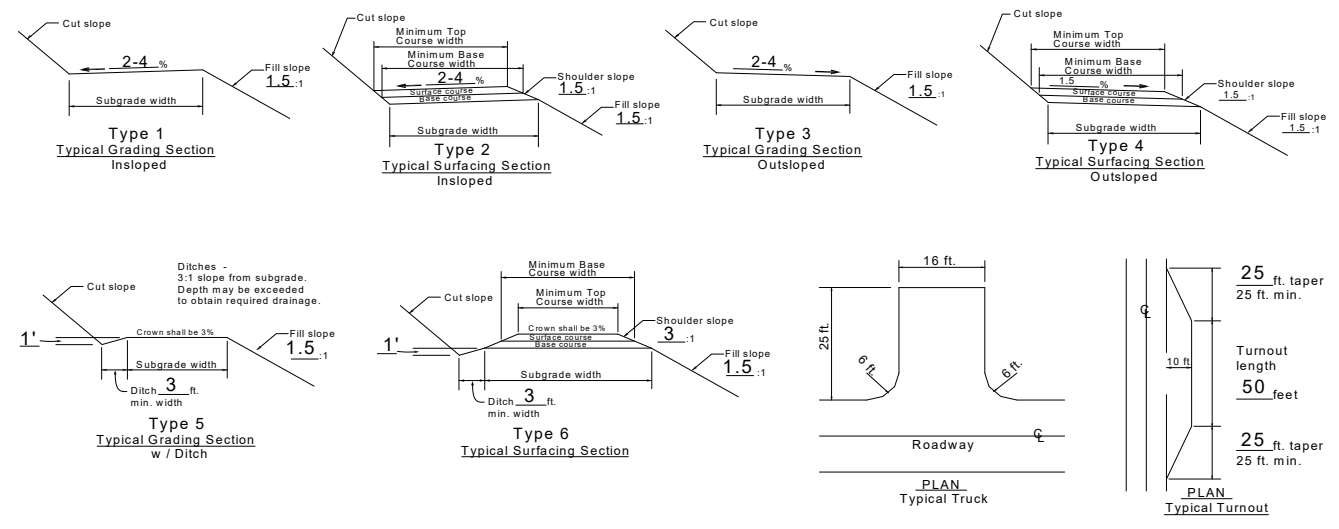 Cut slope
2-4 %
Fill slope
1.5 :1
Subgrade width
Type 1
Typical Grading Section
Insloped
Cut slope
Minimum Top
Course width
Minimum Base
Course width
2-4 %
Surface course
Base course
Shoulder slope
1.5 :1
Fill slope
1.5 :1
Subgrade width
Type 2
Typical Surfacing Section
Insloped
Cut slope
2-4 %
Fill slope
1.5 :1
Subgrade width
Type 3
Typical Grading Section
Outsloped
Cut slope
Minimum Top
Course width
Minimum Base
Course width
1.5 %
Surface course
Base course
Shoulder slope
1.5 :1
Fill slope
1.5 :1
Subgrade width
Type 4
Typical Surfacing Section
Outsloped
Ditches -
3:1 slope from subgrade.
Depth may be exceeded
to obtain required drainage.
Cut slope
1'
Crown shall be 3%
Fill slope
1.5 :1
Subgrade width
Ditch 3 ft.
min. width
Type 5
Typical Grading Section
w / Ditch
Minimum Base
Course width
Cut slope
Minimum Top
Course width
Shoulder slope
3 :1
1'
Crown shall be 3%
Surface course
Base course
Fill slope
1.5 :1
Subgrade width
Ditch 3 ft.
min. width
Type 6
Typical Surfacing Section
16 ft.
25 ft.
6 ft.
6 ft.
CL
Roadway
PLAN
Typical Truck
25 ft. taper
25 ft. min.
CL
10 ft.
Turnout
length
50 feet
25 ft. taper
25 ft. min.
PLAN
Typical Turnout